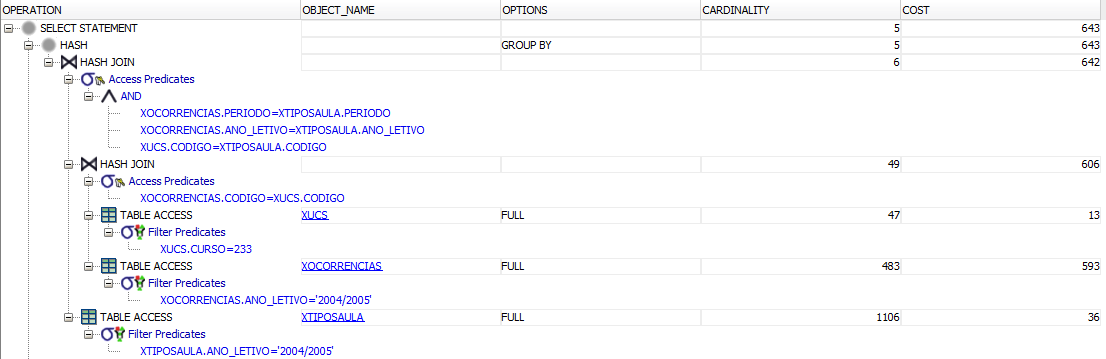 OPERATION OBJECT_NAME OPTIONS CARDINALITY COST
SELECT STATEMENT 5 643
HASH GROUP BY 5 643
HASH JOIN 6 642
Access Predicates
AND
XOCORRENCIAS.PERIODO=XTIPOSAULA.PERIODO
XOCORRENCIAS.ANO_LETIVO=XTIPOSAULA.ANO_LETIVO
XUCS.CODIGO=XTIPOSAULA.CODIGO
HASH JOIN 49 606
Access Predicates
XOCORRENCIAS.CODIGO=XUCS.CODIGO
TABLE ACCESS XUCS FULL 47 13
Filter Predicates
XUCS.CURSO=233
TABLE ACCESS XOCORRENCIAS FULL 483 593
Filter Predicates
XOCORRENCIAS.ANO_LETIVO='2004/2005'
TABLE ACCESS XTIPOSAULA FULL 1106 36
Filter Predicates
XTIPOSAULA.ANO_LETIVO='2004/2005'